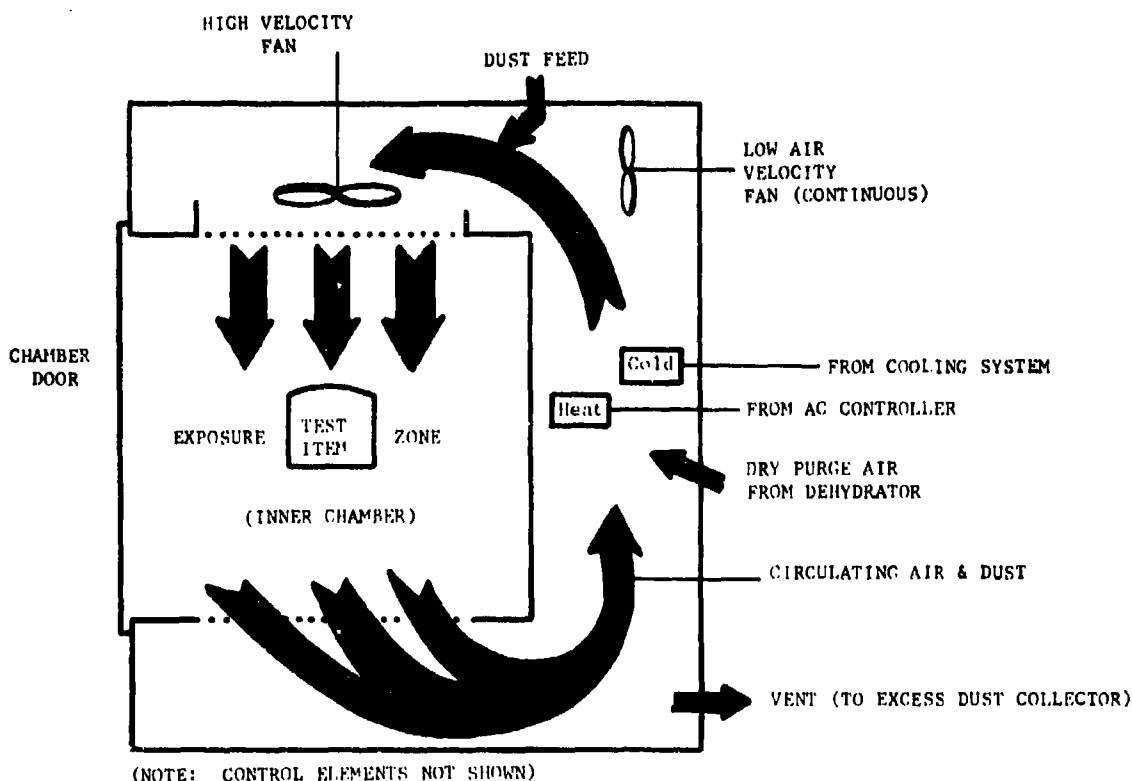 HIGH VELOCITY
FAN
DUST FEED
LOW AIR
VELOCITY
FAN (CONTINUOUS)
CHAMBER
DOOR
Cold
FROM COOLING SYSTEM
Heat
FROM AC CONTROLLER
EXPOSURE
TEST
ITEM
ZONE
DRY PURGE AIR
FROM DEHYDRATOR
(INNER CHAMBER)
CIRCULATING AIR & DUST
VENT (TO EXCESS DUST COLLECTOR)
(NOTE: CONTROL ELEMENTS NOT SHOWN)